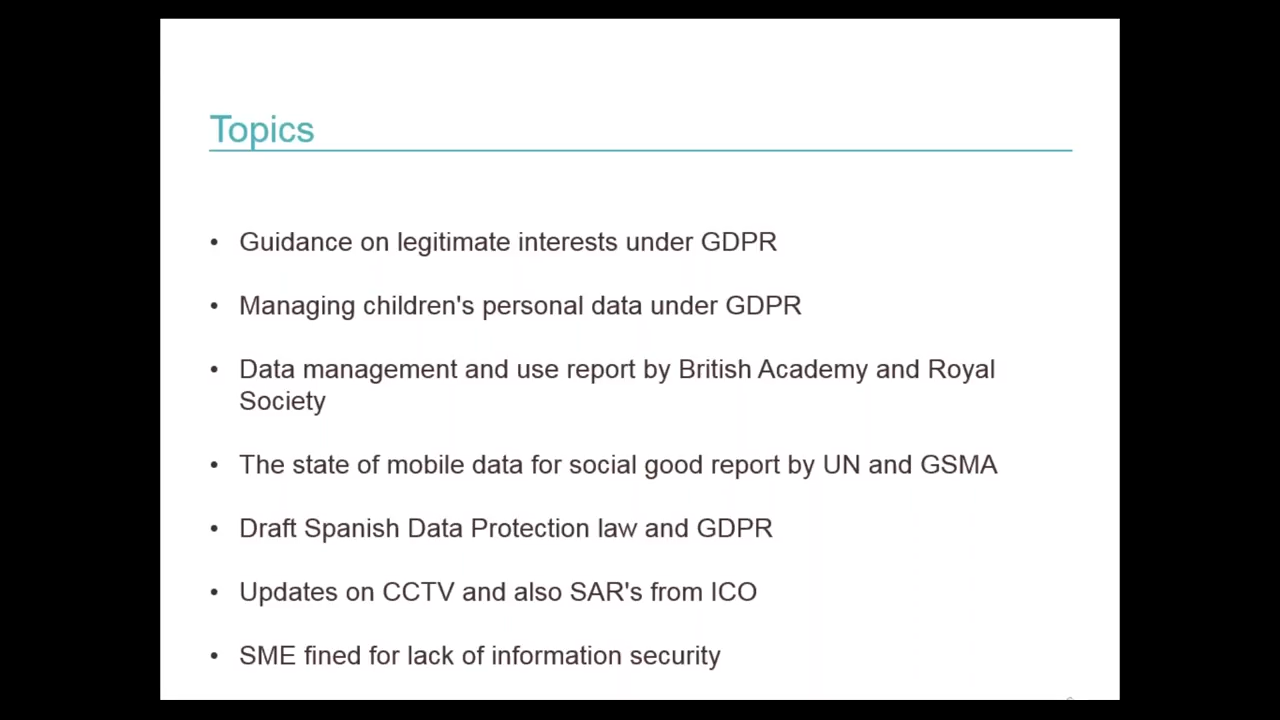 Topics
• Guidance on legitimate interests under GDPR
• Managing children's personal data under GDPR
• Data management and use report by British Academy and Royal
Society
• The state of mobile data for social good report by UN and GSMA
• Draft Spanish Data Protection law and GDPR
• Updates on CCTV and also SAR's from ICO
• SME fined for lack of information security